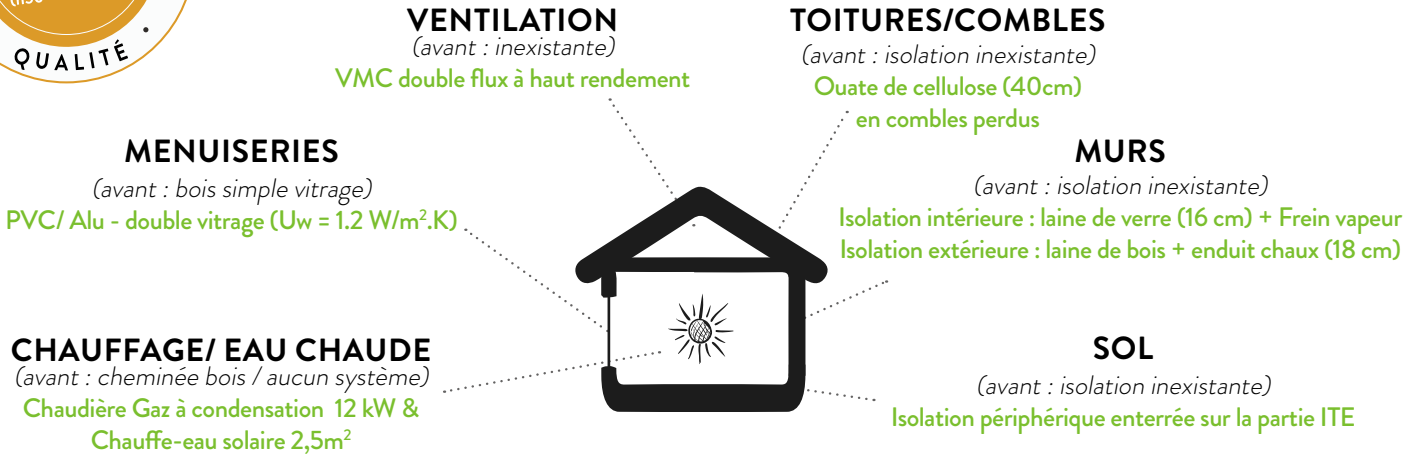 QUALITÉ
VENTILATION
(avant : inexistante)
VMC double flux à haut rendement
TOITURES/COMBLES
(avant : isolation inexistante)
Ouate de cellulose (40cm)
en combles perdus
MENUISERIES
(avant : bois simple vitrage)
PVC/ Alu - double vitrage (Uw = 1.2 W/m².K)
MURS
(avant : isolation inexistante)
Isolation intérieure : laine de verre (16 cm) + Frein vapeur
Isolation extérieure : laine de bois + enduit chaux (18 cm)
CHAUFFAGE/ EAU CHAUDE
(avant : cheminée bois / aucun système)
Chaudière Gaz à condensation 12 kW &
Chauffe-eau solaire 2,5m²
SOL
(avant : isolation inexistante)
Isolation périphérique enterrée sur la partie ITE